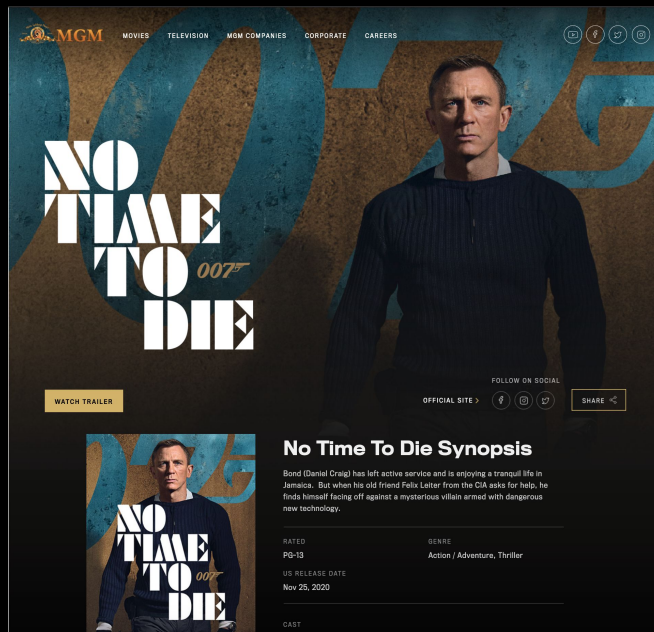 MGM
MOVIES TELEVISION MGM COMPANIES CORPORATE CAREERS
007
NO
TIME
TO 007
DIE
FOLLOW ON SOCIAL
WATCH TRAILER
OFFICIAL SITE > SHARE
No Time To Die Synopsis
Bond (Daniel Craig) has left active service and is enjoying a tranquil life in
Jamaica. But when his old friend Felix Leiter from the CIA asks for help, he
finds himself facing off against a mysterious villain armed with dangerous
new technology.
NO
TIME
TO 007
DIE
RATED GENRE
PG-13 Action / Adventure, Thriller
US RELEASE DATE
Nov 25, 2020
CAST